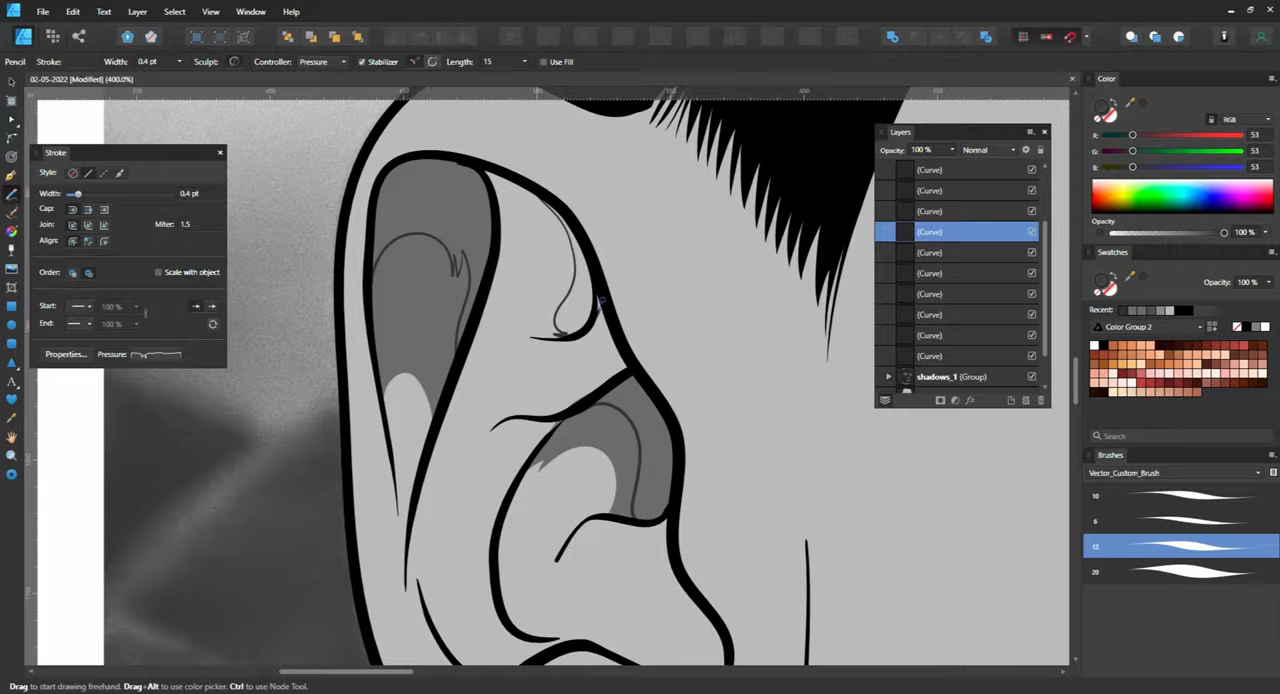 File Edit Text Layer Select View Window Help
Pencil Stroke: Width: 0.4 pt Sculpt: Controller: Pressure Stabilizer Length: 15 Use Fill
02-05-2022 [Modified] (400.0%)
Stroke
Style:
Width: 0.4 pt
Cap:
Join: Miter: 1.5
Align:
Order: Scale with object
Start: 100 %
End: 100 %
Properties... Pressure:
Layers
Opacity: 100 % Normal
(Curve)
(Curve)
(Curve)
(Curve)
(Curve)
(Curve)
(Curve)
(Curve)
(Curve)
(Curve)
shadows_1 (Group)
Color
RGB
R: 53
G: 53
B: 53
Opacity
100 %
Swatches
Opacity: 100 %
Recent:
Color Group 2
Search
Brushes
Vector_Custom_Brush
10
6
12
20
Drag to start drawing freehand. Drag+Alt to use color picker. Ctrl to use Node Tool.